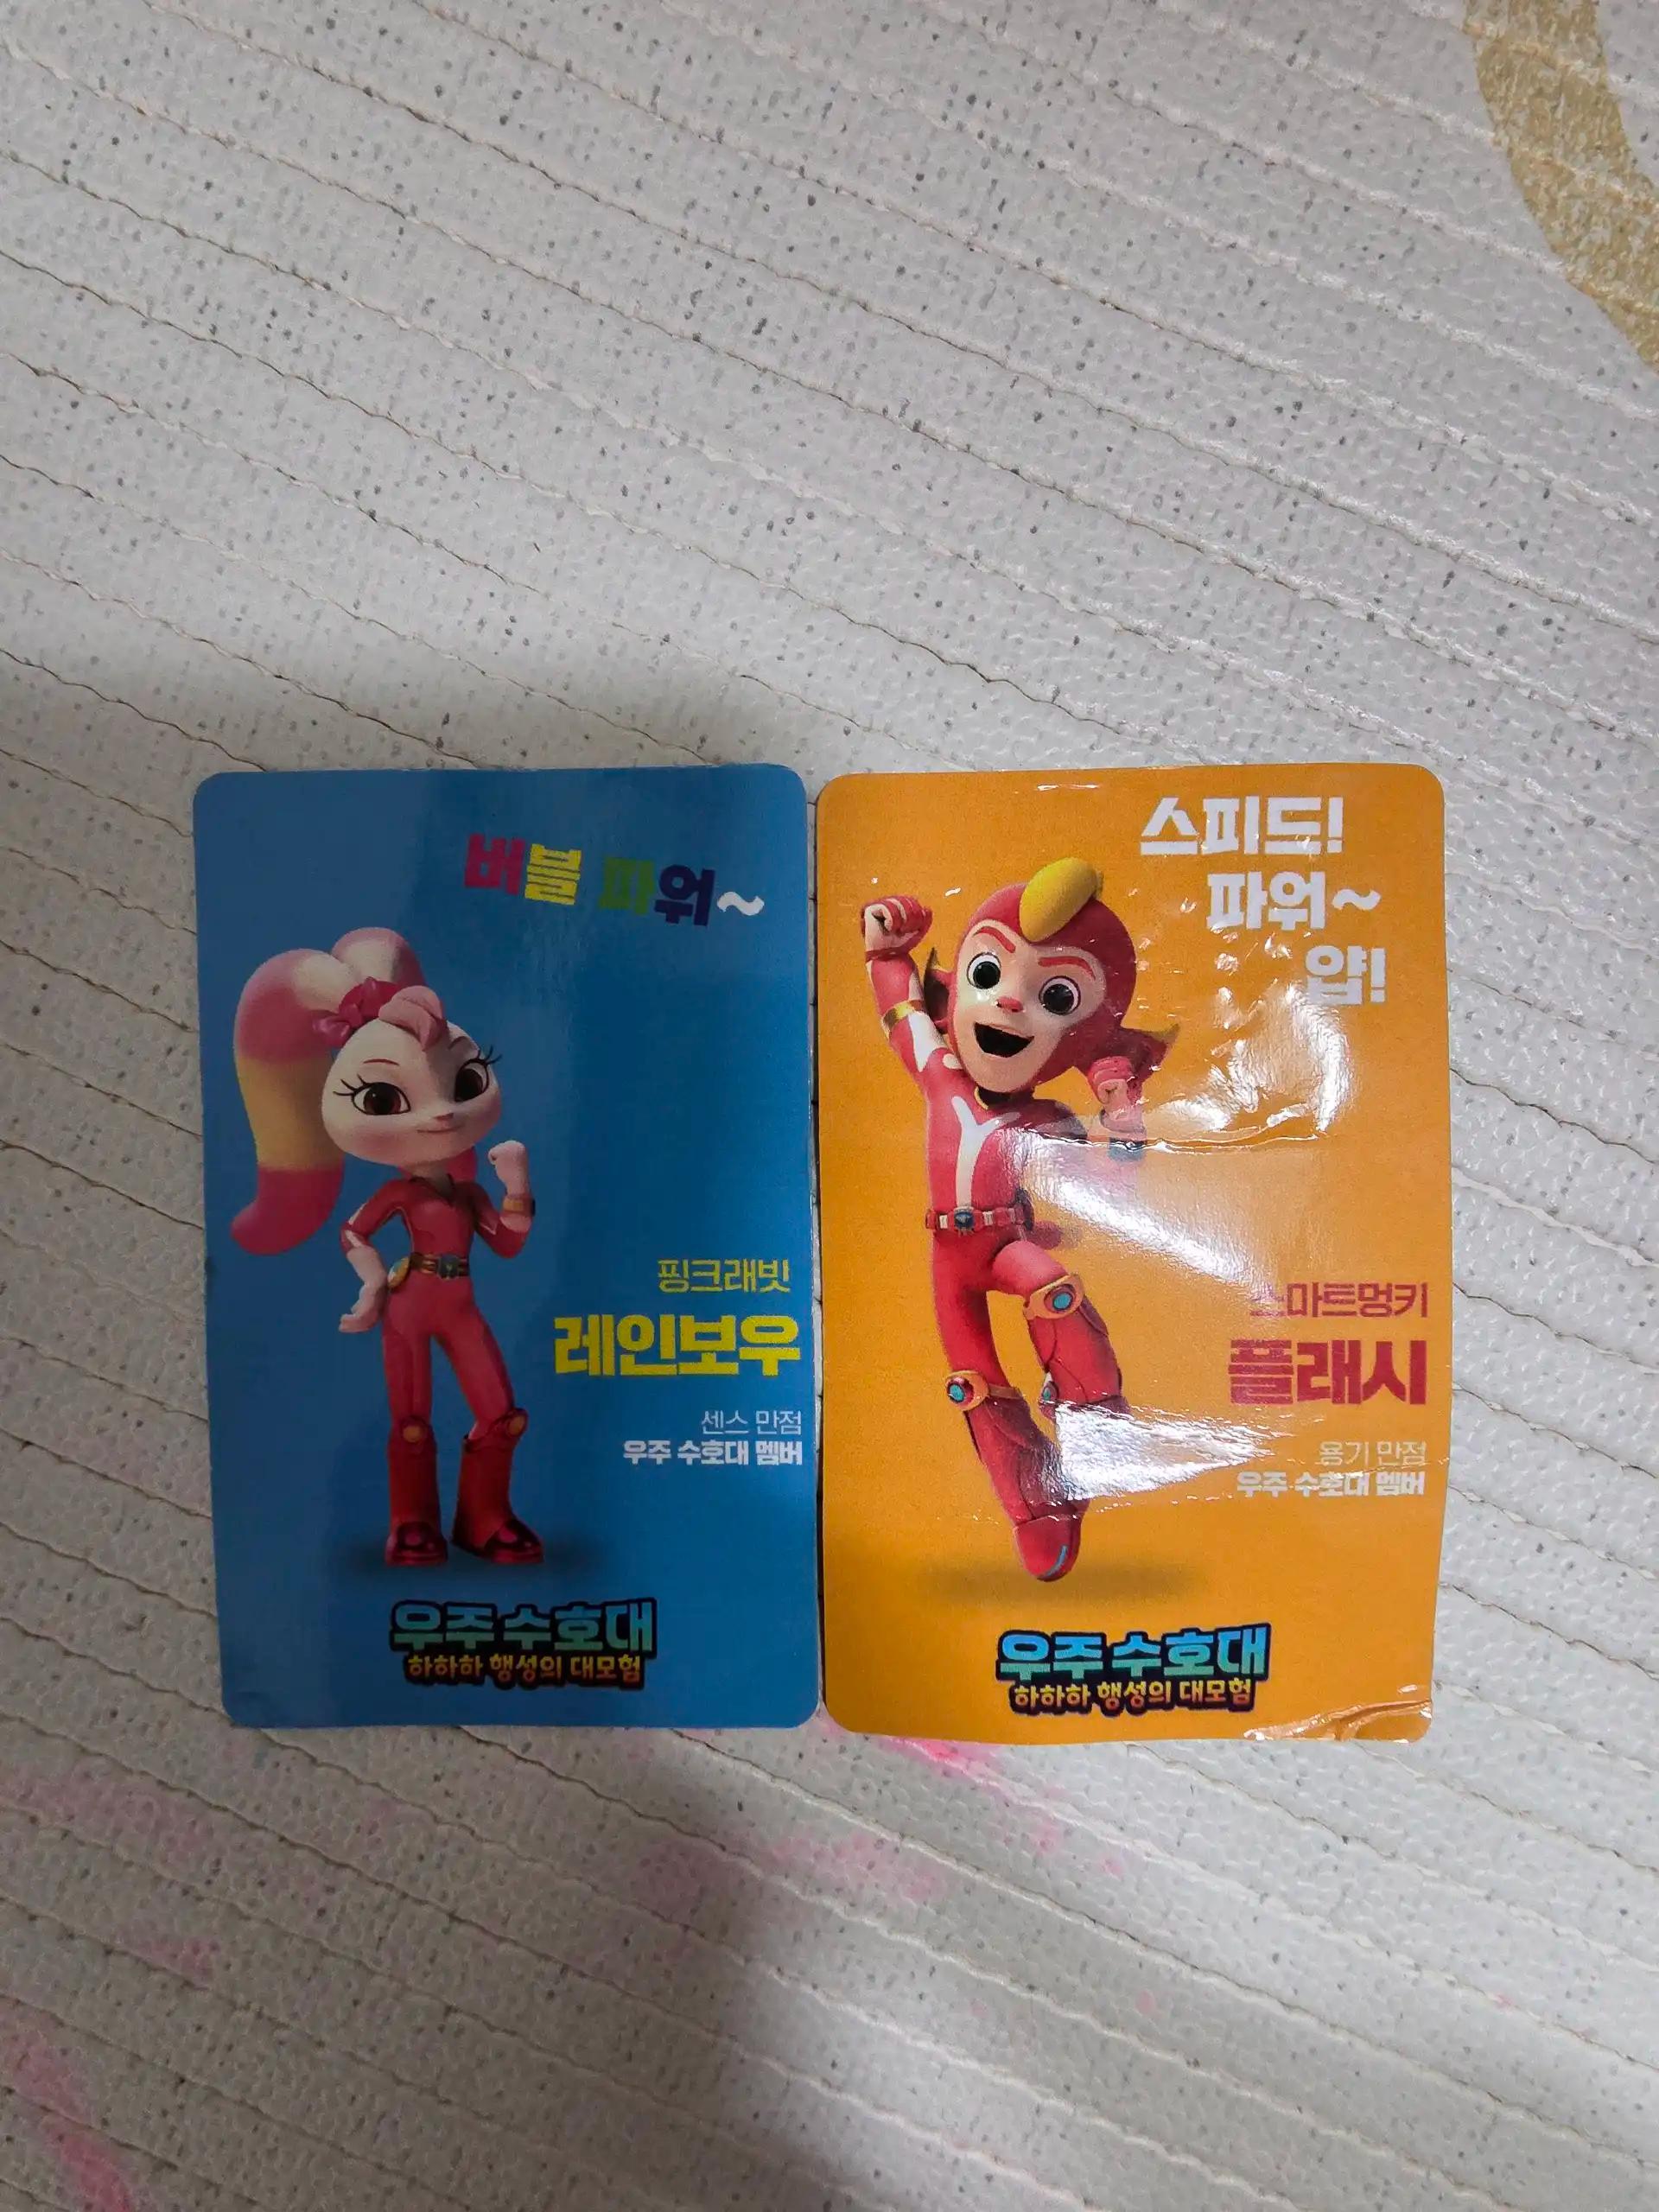 버블 파워~
핑크래빗
레인보우
센스 만점
우주 수호대 멤버
우주 수호대
하하하 행성의 대모험
스피드!
파워~
얍!
스마트멍키
플래시
용기 만점
우주 수호대 멤버
우주 수호대
하하하 행성의 대모험